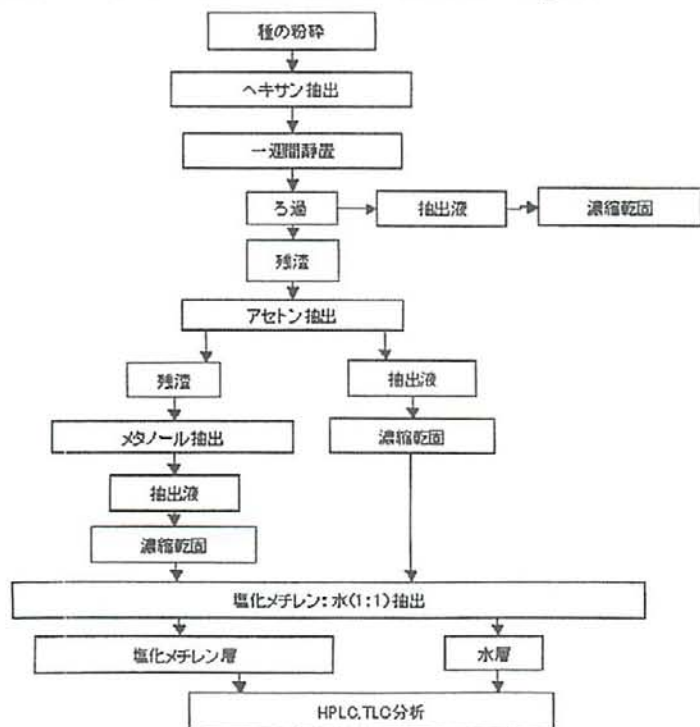 種の粉砕
ヘキサン抽出
一週間静置
ろ過
抽出液
濃縮乾固
残渣
アセトン抽出
残渣
抽出液
メタノール抽出
濃縮乾固
抽出液
濃縮乾固
塩化メチレン:水(1:1)抽出
塩化メチレン層
水層
HPLC.TLC分析